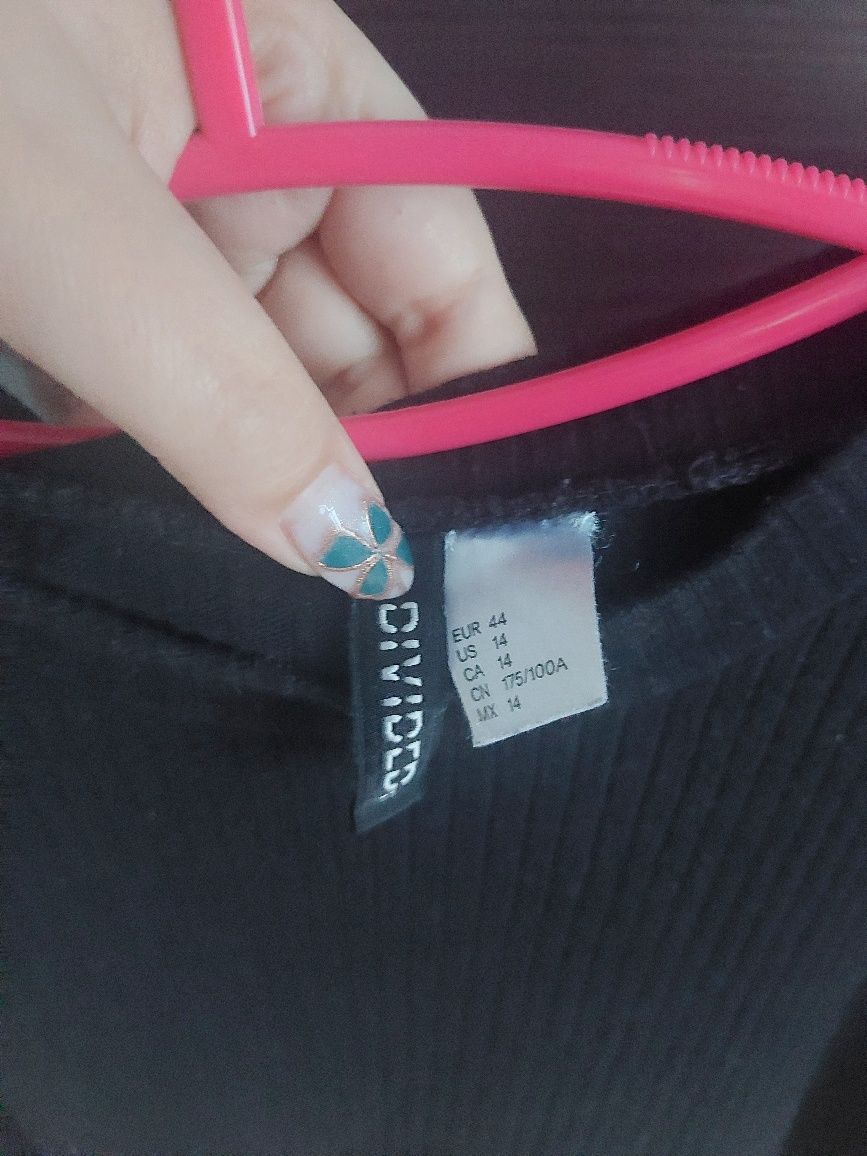 DIVIDED
EUR 44
US 14
CA 14
CN 175/100A
MX 14